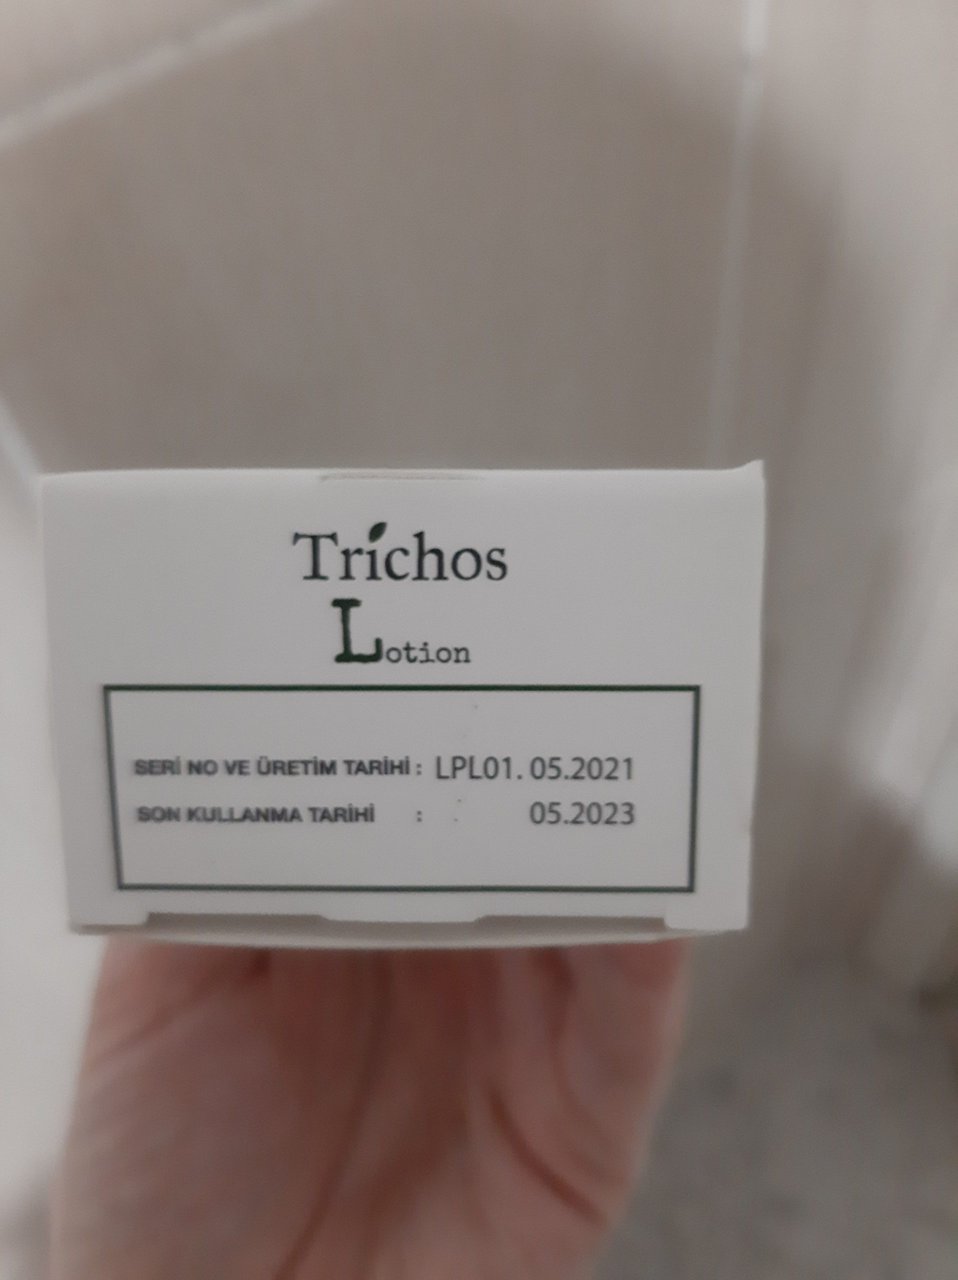 Trichos
Lotion
SERİ NO VE ÜRETİM TARİHİ : LPL01. 05.2021
SON KULLANMA TARİHİ : 05.2023